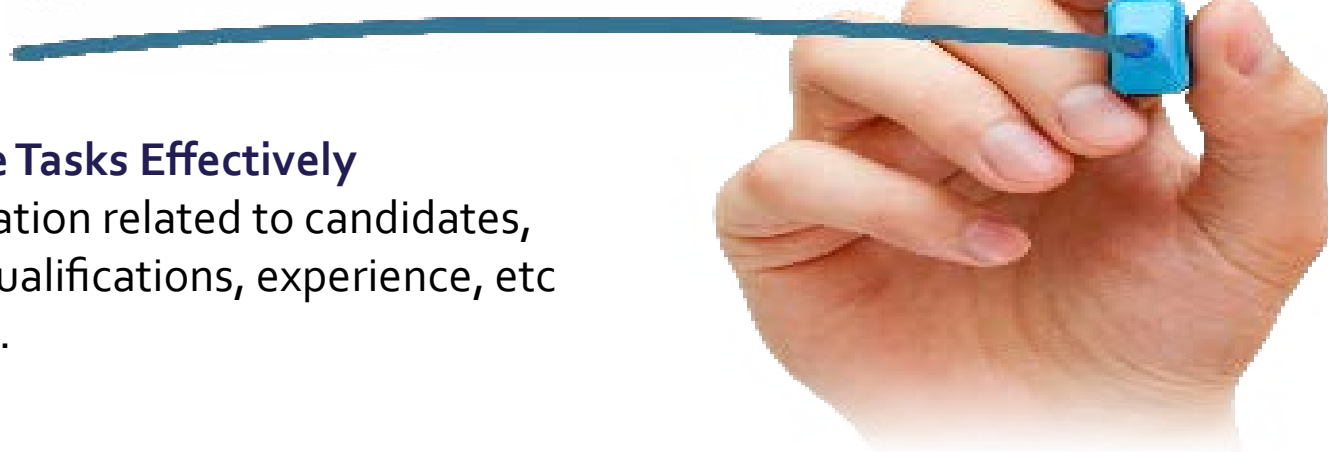 e Tasks Effectively
ation related to candidates,
ualifications, experience, etc
.